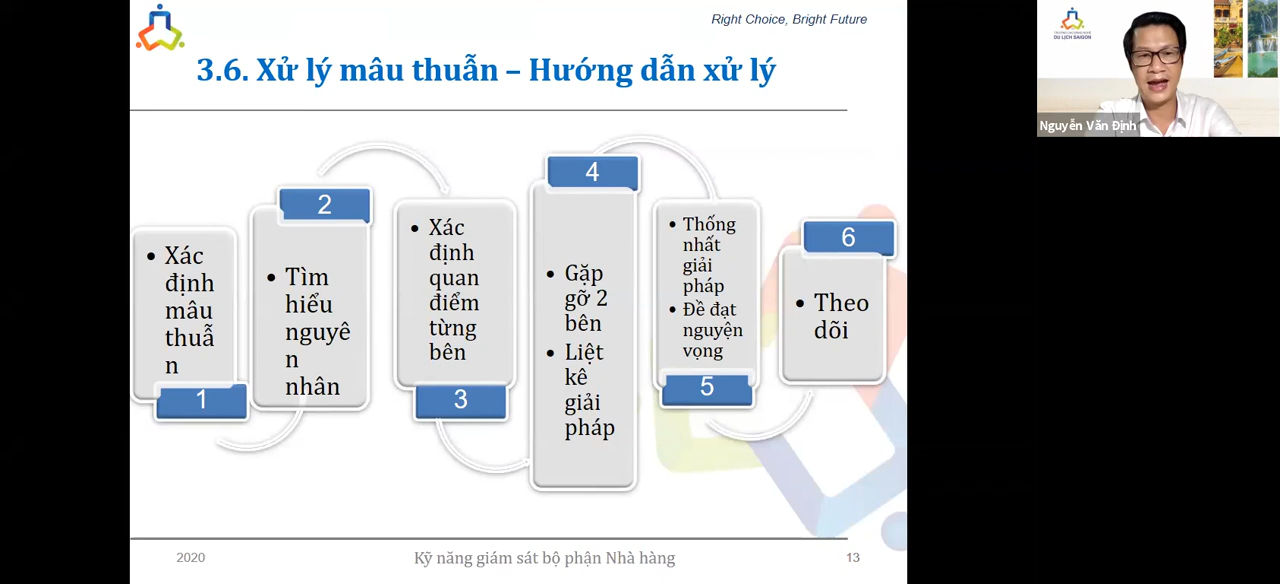 Right Choice, Bright Future
3.6. Xử lý mâu thuẫn – Hướng dẫn xử lý
• Xác
định
mâu
thuẫ
n
1
2
• Tìm
hiểu
nguyê
n
nhân
• Xác
định
quan
điểm
từng
bên
3
4
• Gặp
gỡ 2
bên
• Liệt
kê
giải
pháp
• Thống
nhất
giải
pháp
• Đề đạt
nguyện
vọng
5
6
• Theo
dõi
2020
Kỹ năng giám sát bộ phận Nhà hàng
13
DU LỊCH SAIGON
Nguyễn Văn Định